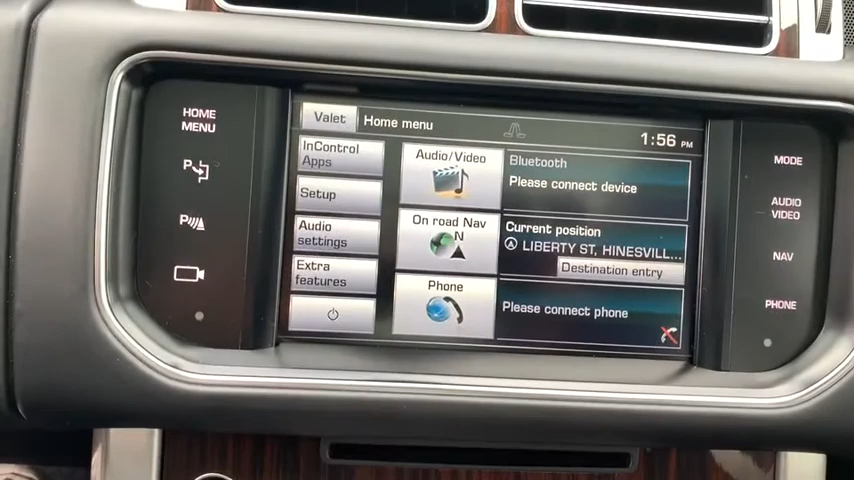 HOME
MENU
P
P
Valet
Home menu
1:56 PM
InControl
Apps
Setup
Audio
settings
Extra
features
Audio/Video
On road Nav
N
Phone
Bluetooth
Please connect device
Current position
LIBERTY ST, HINESVILL...
Destination entry
Please connect phone
MODE
AUDIO
VIDEO
NAV
PHONE